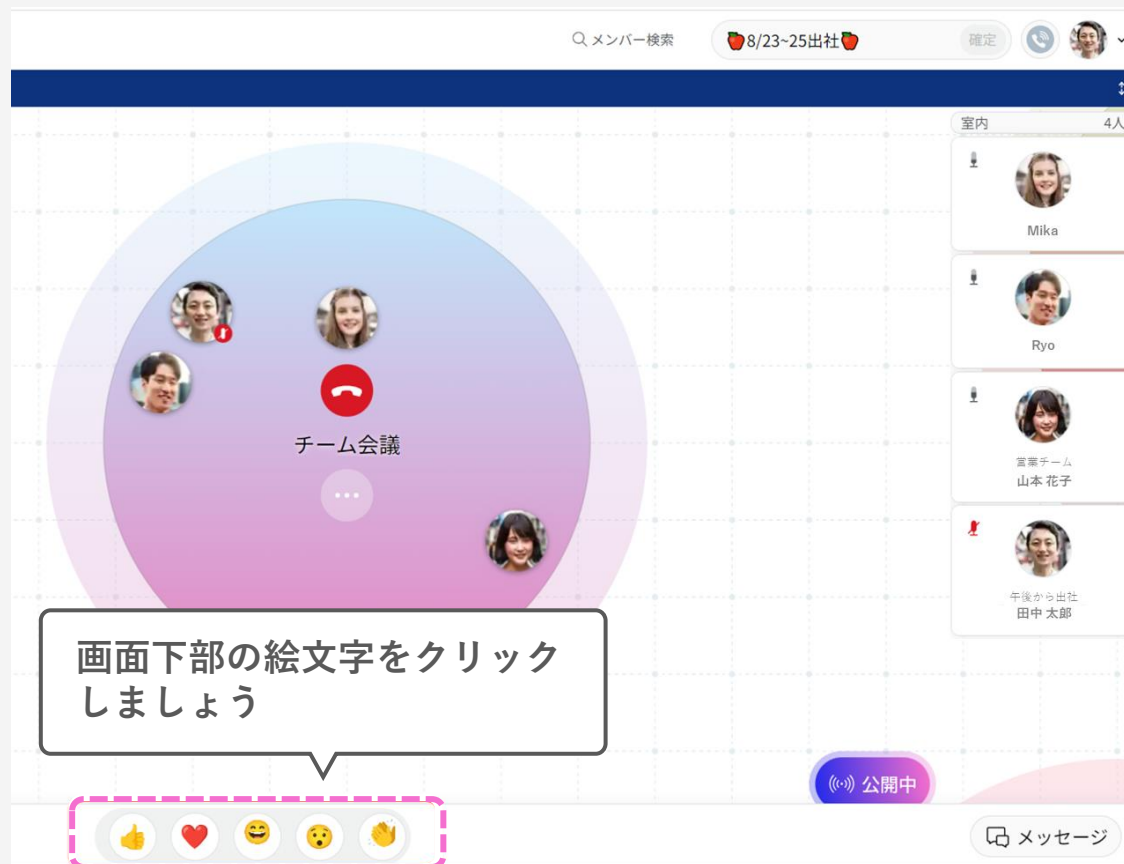 メンバー検索
🍎8/23~25出社🍎
確定
室内 4人
Mika
Ryo
営業チーム
山本 花子
午後から出社
田中 太郎
チーム会議
画面下部の絵文字をクリック
しましょう
公開中
メッセージ